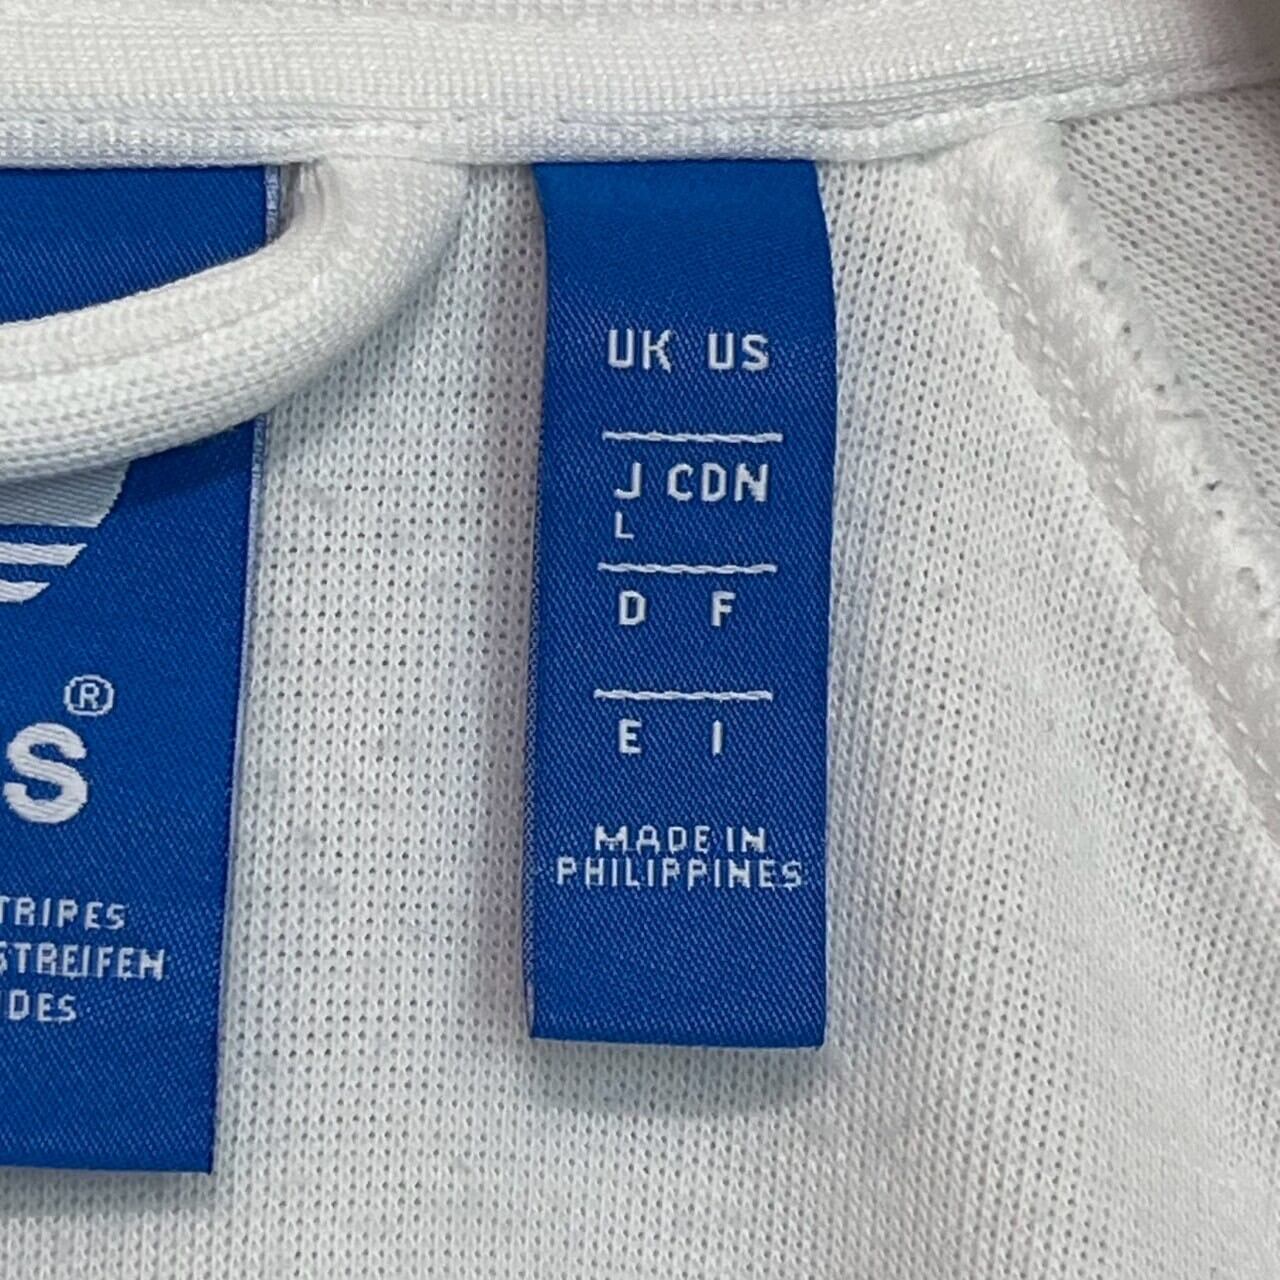 ®
S
TRIPES
STREIFEN
DES
UK US
J CDN
L
D F
E I
MADE IN
PHILIPPINES